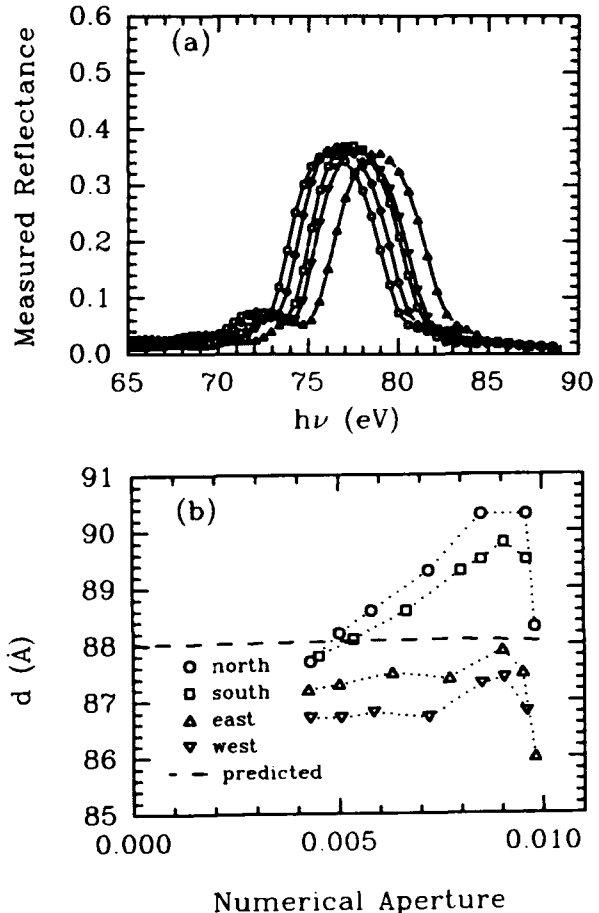 (a)
0.6
0.5
0.4
0.3
0.2
0.1
0.0
Measured Reflectance
65 70 75 80 85 90
hν (eV)
(b)
91
90
89
88
87
86
85
d (Å)
north
south
east
west
predicted
0.000 0.005 0.010
Numerical Aperture